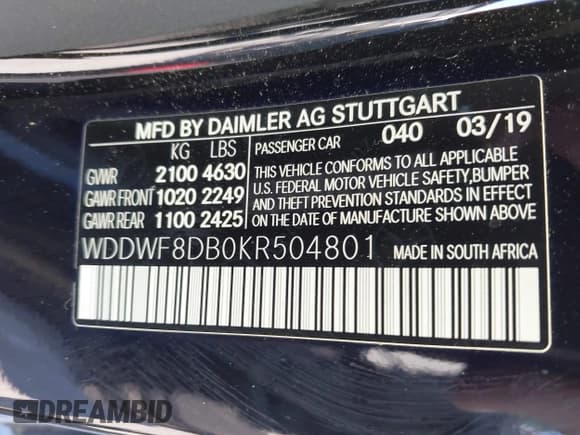 MFD BY DAIMLER AG STUTTGART
KG LBS
GVWR 2100 4630
GAWR FRONT 1020 2249
GAWR REAR 1100 2425
PASSENGER CAR 040 03/19
THIS VEHICLE CONFORMS TO ALL APPLICABLE
U.S. FEDERAL MOTOR VEHICLE SAFETY, BUMPER
AND THEFT PREVENTION STANDARDS IN EFFECT
ON THE DATE OF MANUFACTURE SHOWN ABOVE.
WDDWF8DB0KR504801 MADE IN SOUTH AFRICA
DREAMBID